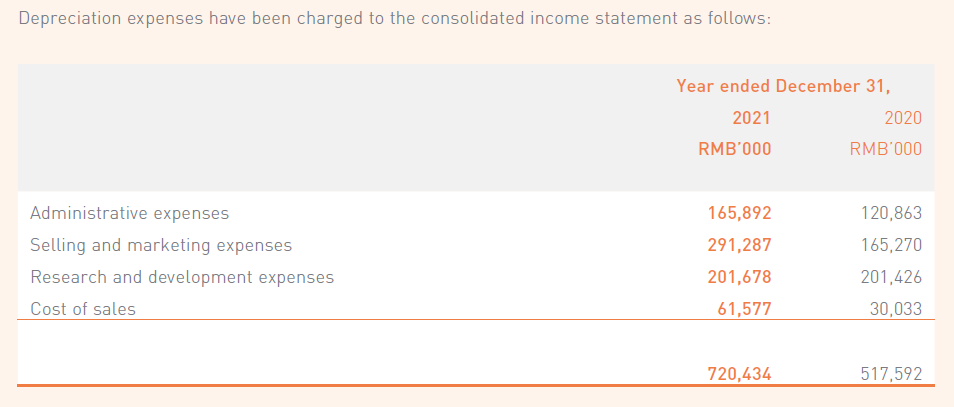 Depreciation expenses have been charged to the consolidated income statement as follows:
Year ended December 31,
2021 2020
RMB'000 RMB'000
Administrative expenses 165,892 120,863
Selling and marketing expenses 291,287 165,270
Research and development expenses 201,678 201,426
Cost of sales 61,577 30,033
720,434 517,592